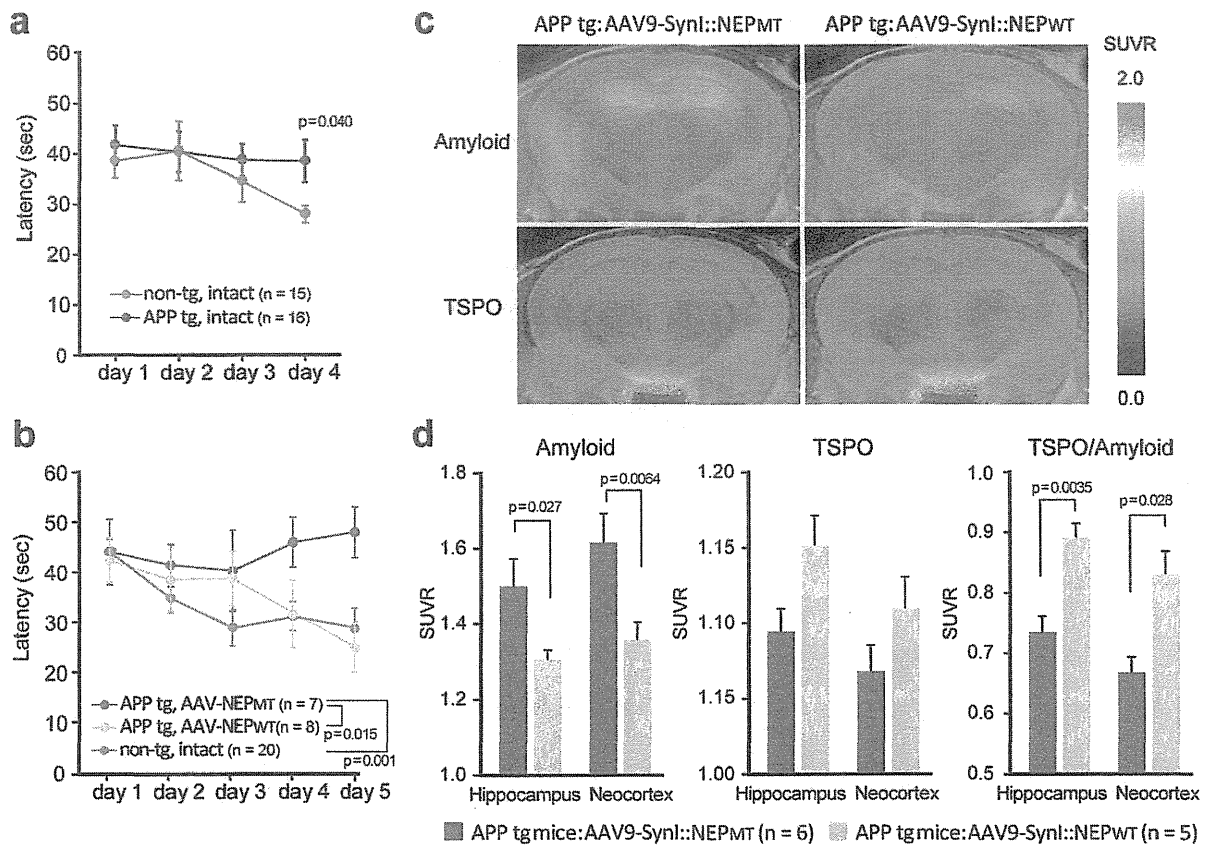 a
60
50
40
30
20
10
0
Latency (sec)
p=0.040
non-tg, intact (n = 15)
APP tg, intact (n = 16)
day 1 day 2 day 3 day 4
b
60
50
40
30
20
10
0
Latency (sec)
APP tg, AAV-NEPMT (n = 7)
APP tg, AAV-NEPWT(n = 8)
p=0.015
non-tg, intact (n = 20)
p=0.001
day 1 day 2 day 3 day 4 day 5
c
APP tg:AAV9-SynI::NEPMT APP tg:AAV9-SynI::NEPWT
SUVR
2.0
0.0
Amyloid
TSPO
d
Amyloid
1.8
1.6
1.4
1.2
1.0
SUVR
p=0.027
p=0.0064
Hippocampus Neocortex
TSPO
1.20
1.15
1.10
1.15
1.00
SUVR
Hippocampus Neocortex
TSPO/Amyloid
1.0
0.9
0.8
0.7
0.6
0.5
SUVR
p=0.0035
p=0.028
Hippocampus Neocortex
APP tg mice:AAV9-SynI::NEPMT (n = 6) APP tg mice:AAV9-SynI::NEPWT (n = 5)